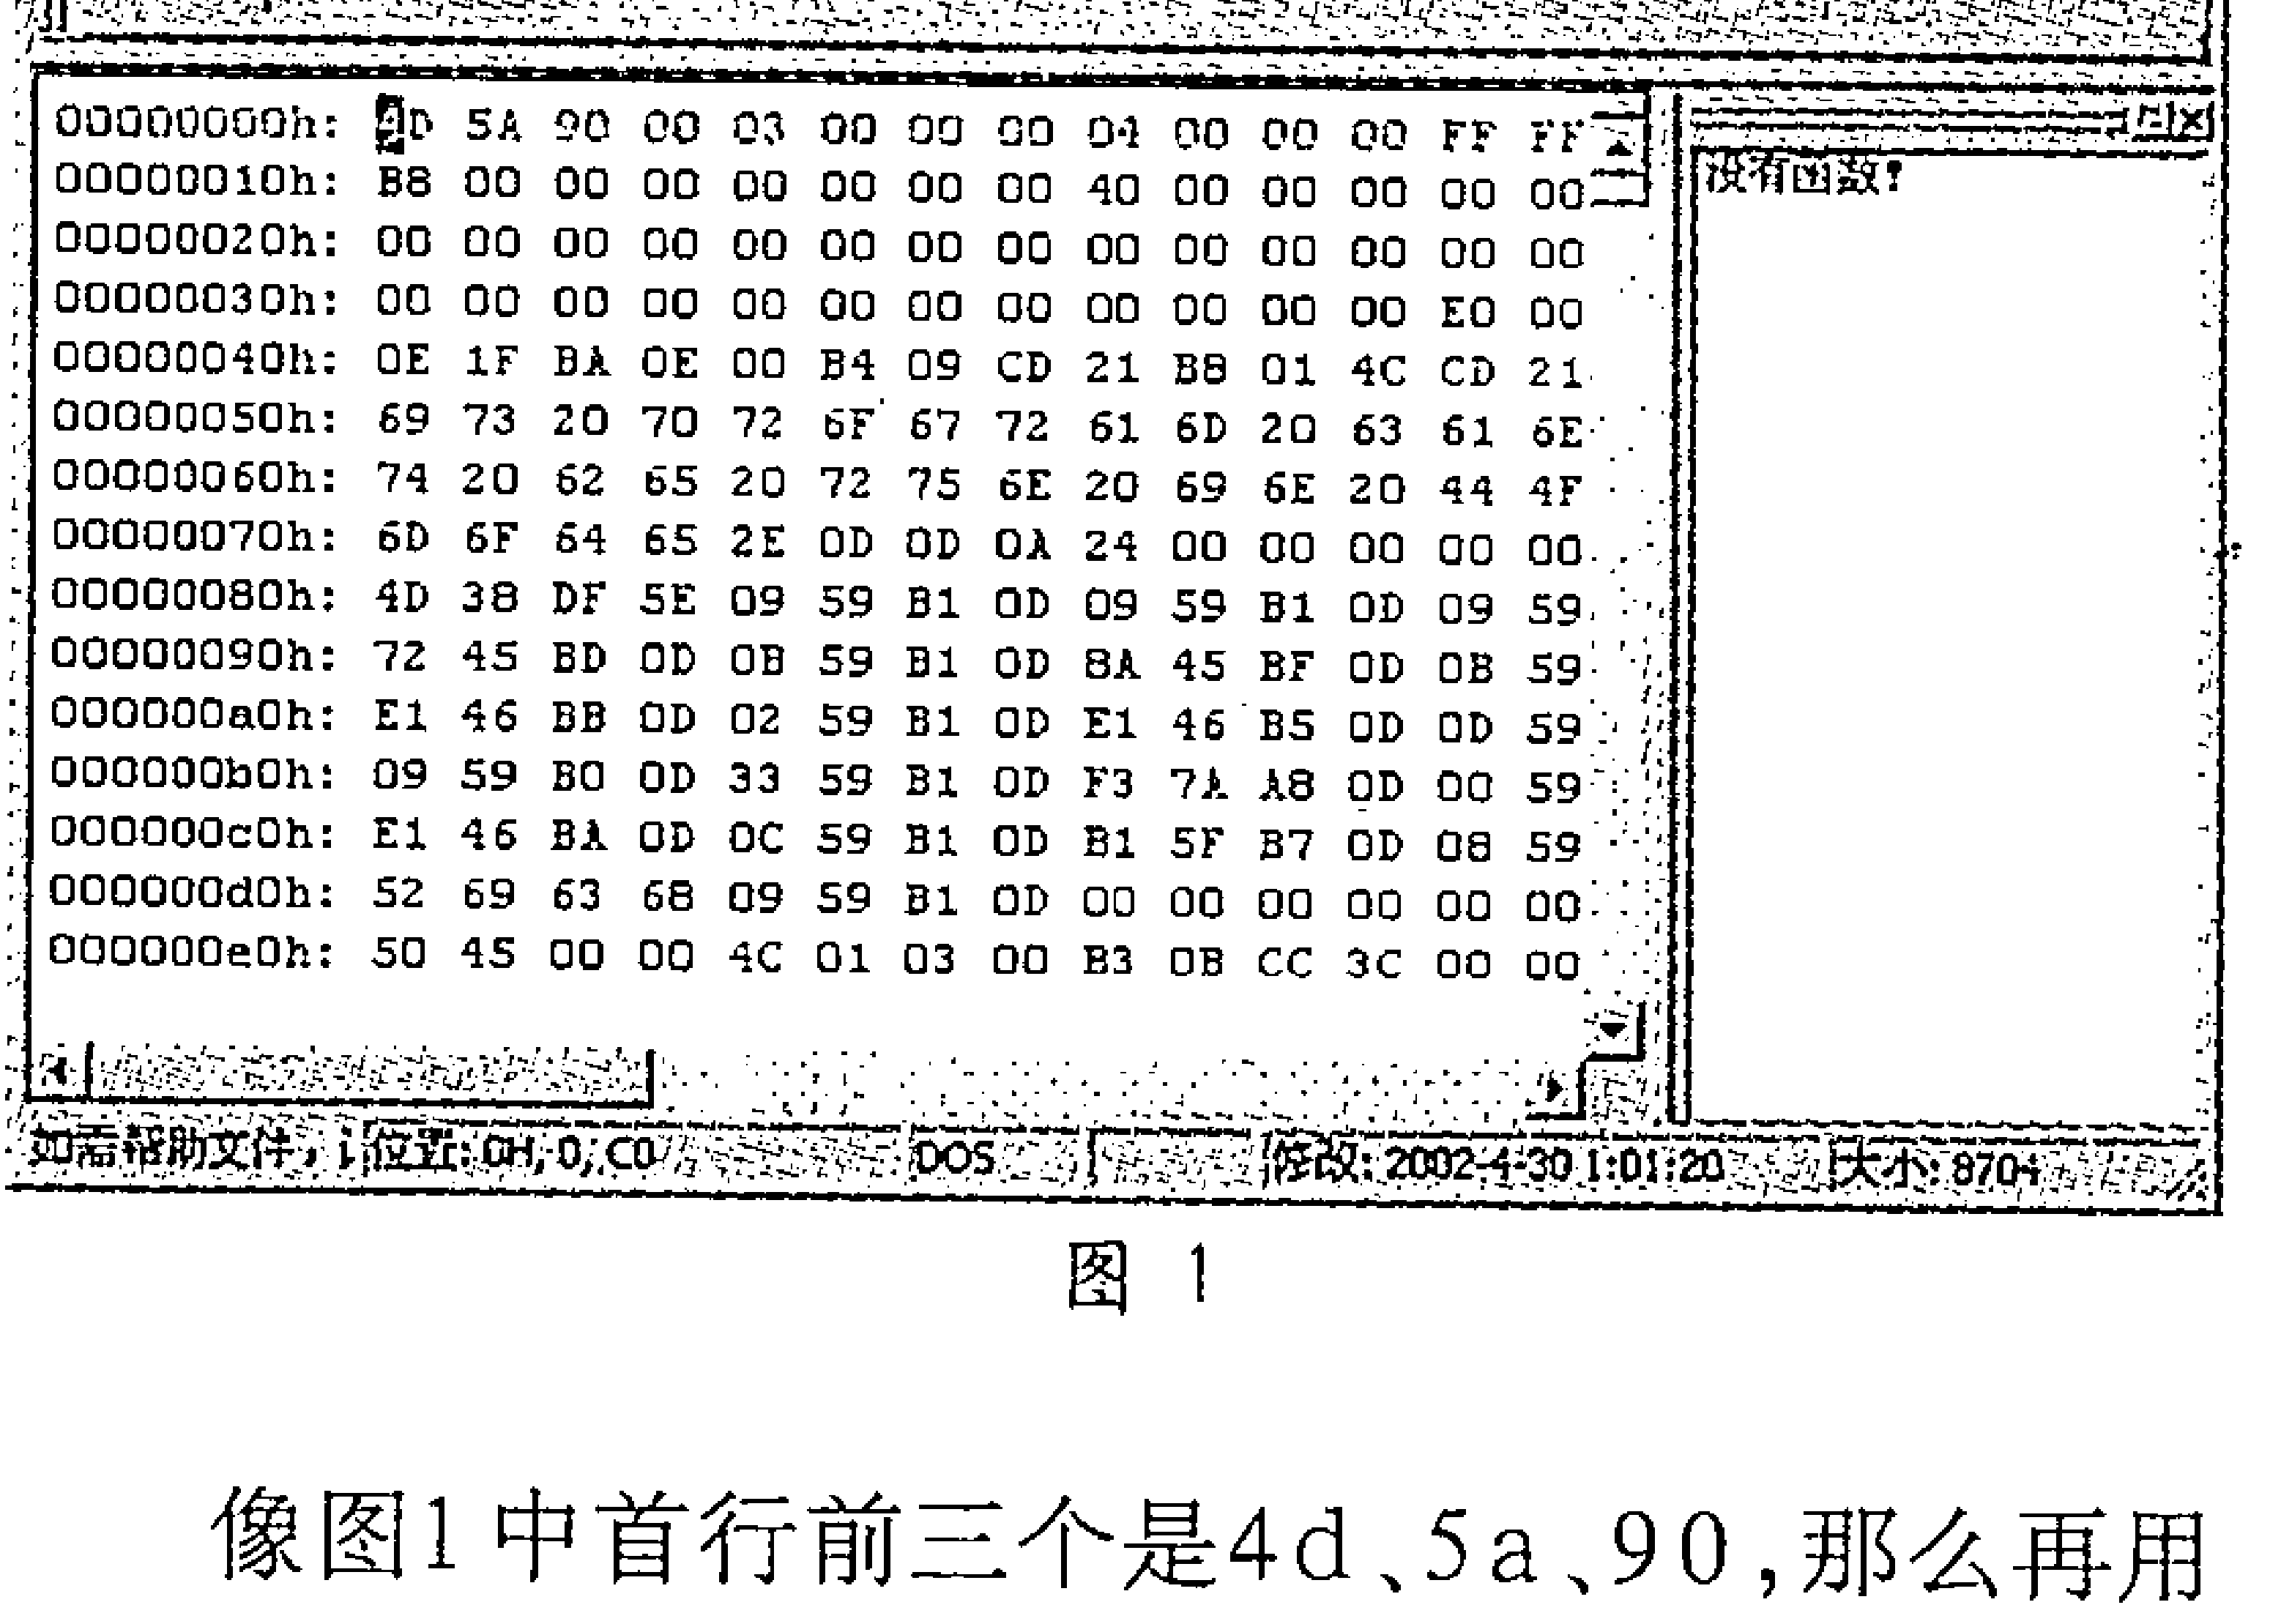 00000000h: 4D 5A 90 00 03 00 00 00 04 00 00 00 FF FF
00000010h: B8 00 00 00 00 00 00 00 40 00 00 00 00 00
00000020h: 00 00 00 00 00 00 00 00 00 00 00 00 00 00
00000030h: 00 00 00 00 00 00 00 00 00 00 00 00 E0 00
00000040h: 0E 1F BA 0E 00 B4 09 CD 21 B8 01 4C CD 21
00000050h: 69 73 20 70 72 6F 67 72 61 6D 20 63 61 6E
00000060h: 74 20 62 65 20 72 75 6E 20 69 6E 20 44 4F
00000070h: 6D 6F 64 65 2E 0D 0D 0A 24 00 00 00 00 00
00000080h: 4D 38 DF 5E 09 59 B1 0D 09 59 B1 0D 09 59
00000090h: 72 45 BD 0D 0B 59 B1 0D 8A 45 BF 0D 0B 59
000000a0h: E1 46 BB 0D 02 59 B1 0D E1 46 B5 0D 0D 59
000000b0h: 09 59 B0 0D 33 59 B1 0D F3 7A A8 0D 00 59
000000c0h: E1 46 BA 0D 0C 59 B1 0D B1 5F B7 0D 08 59
000000d0h: 52 69 63 68 09 59 B1 0D 00 00 00 00 00 00
000000e0h: 50 45 00 00 4C 01 03 00 B3 0B CC 3C 00 00
没有函数!
如需帮助文件, 位置: 0H, 0, C0 DOS 修改: 2002-4-30 1:01:20 大小: 8704
图 1
像图1中首行前三个是4d、5a、90,那么再用